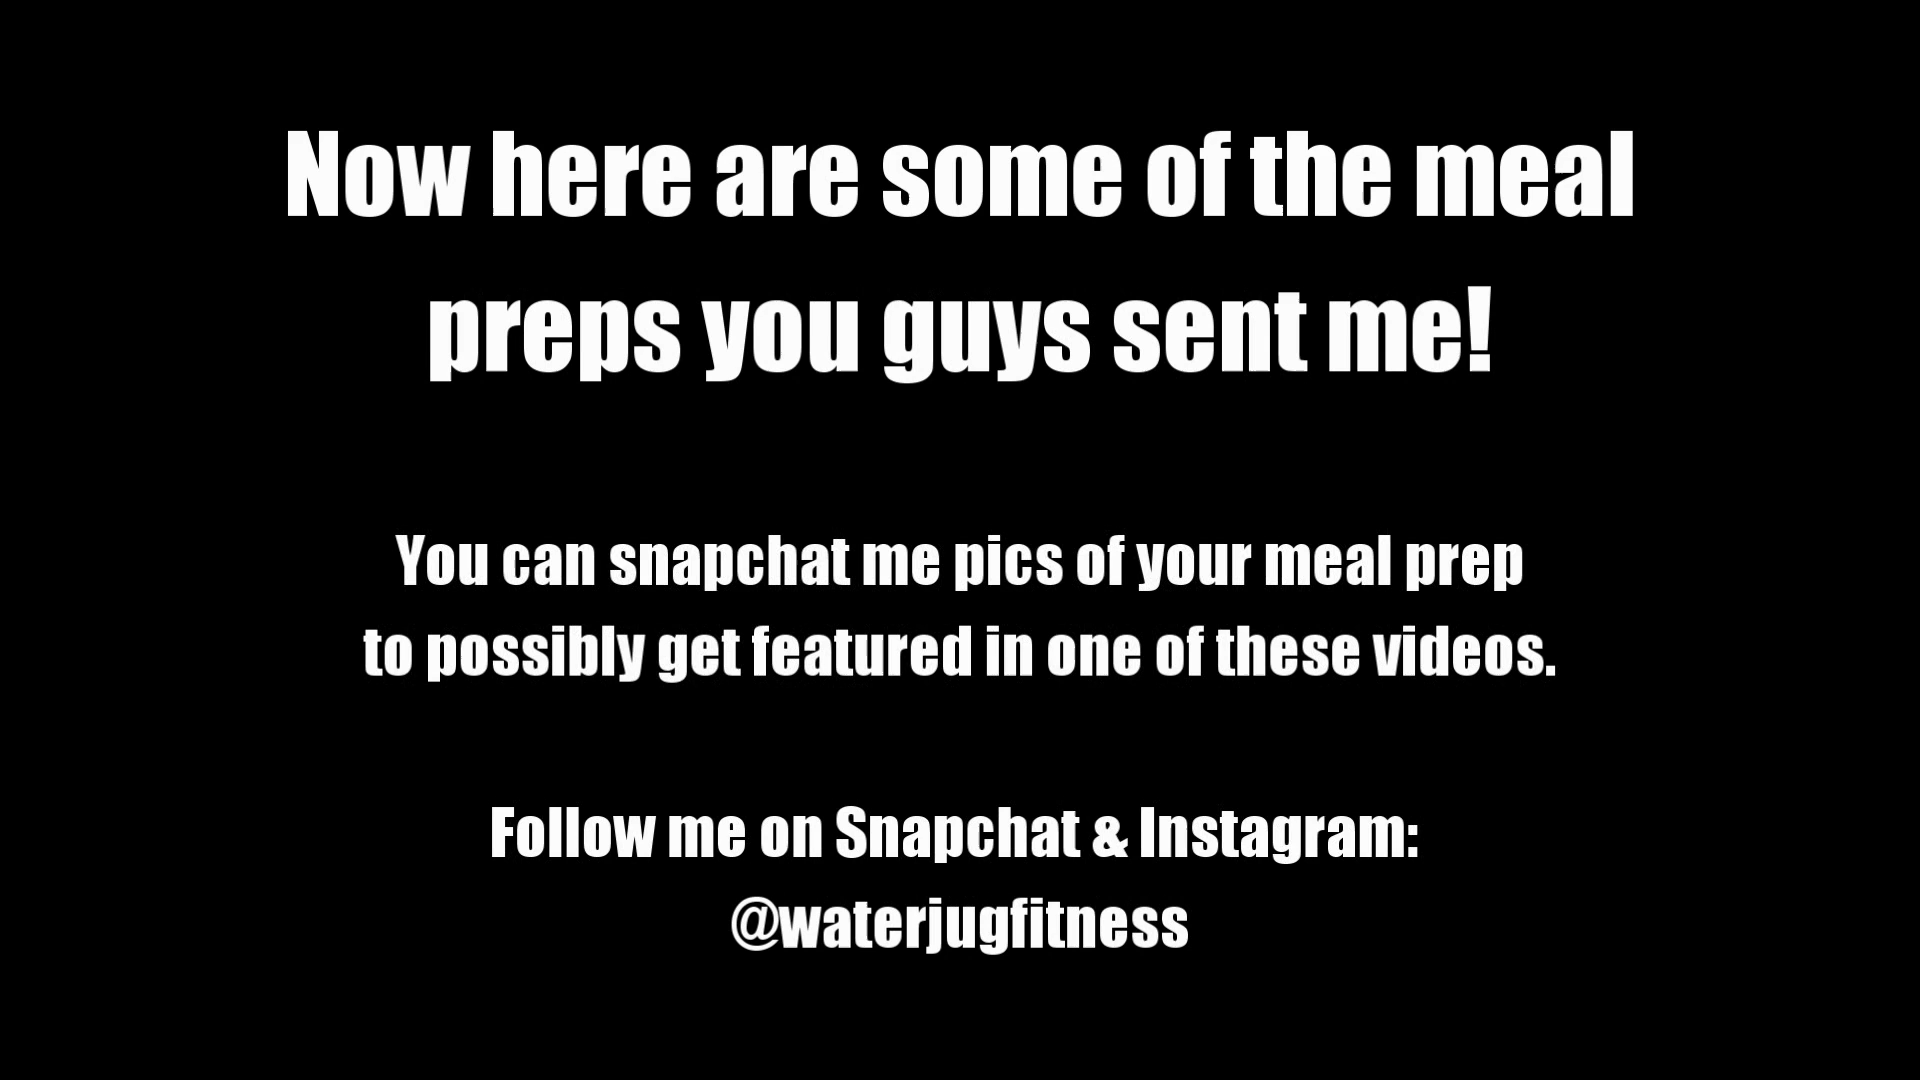 Now here are some of the meal
preps you guys sent me!
You can snapchat me pics of your meal prep
to possibly get featured in one of these videos.
Follow me on Snapchat & Instagram:
@waterjugfitness